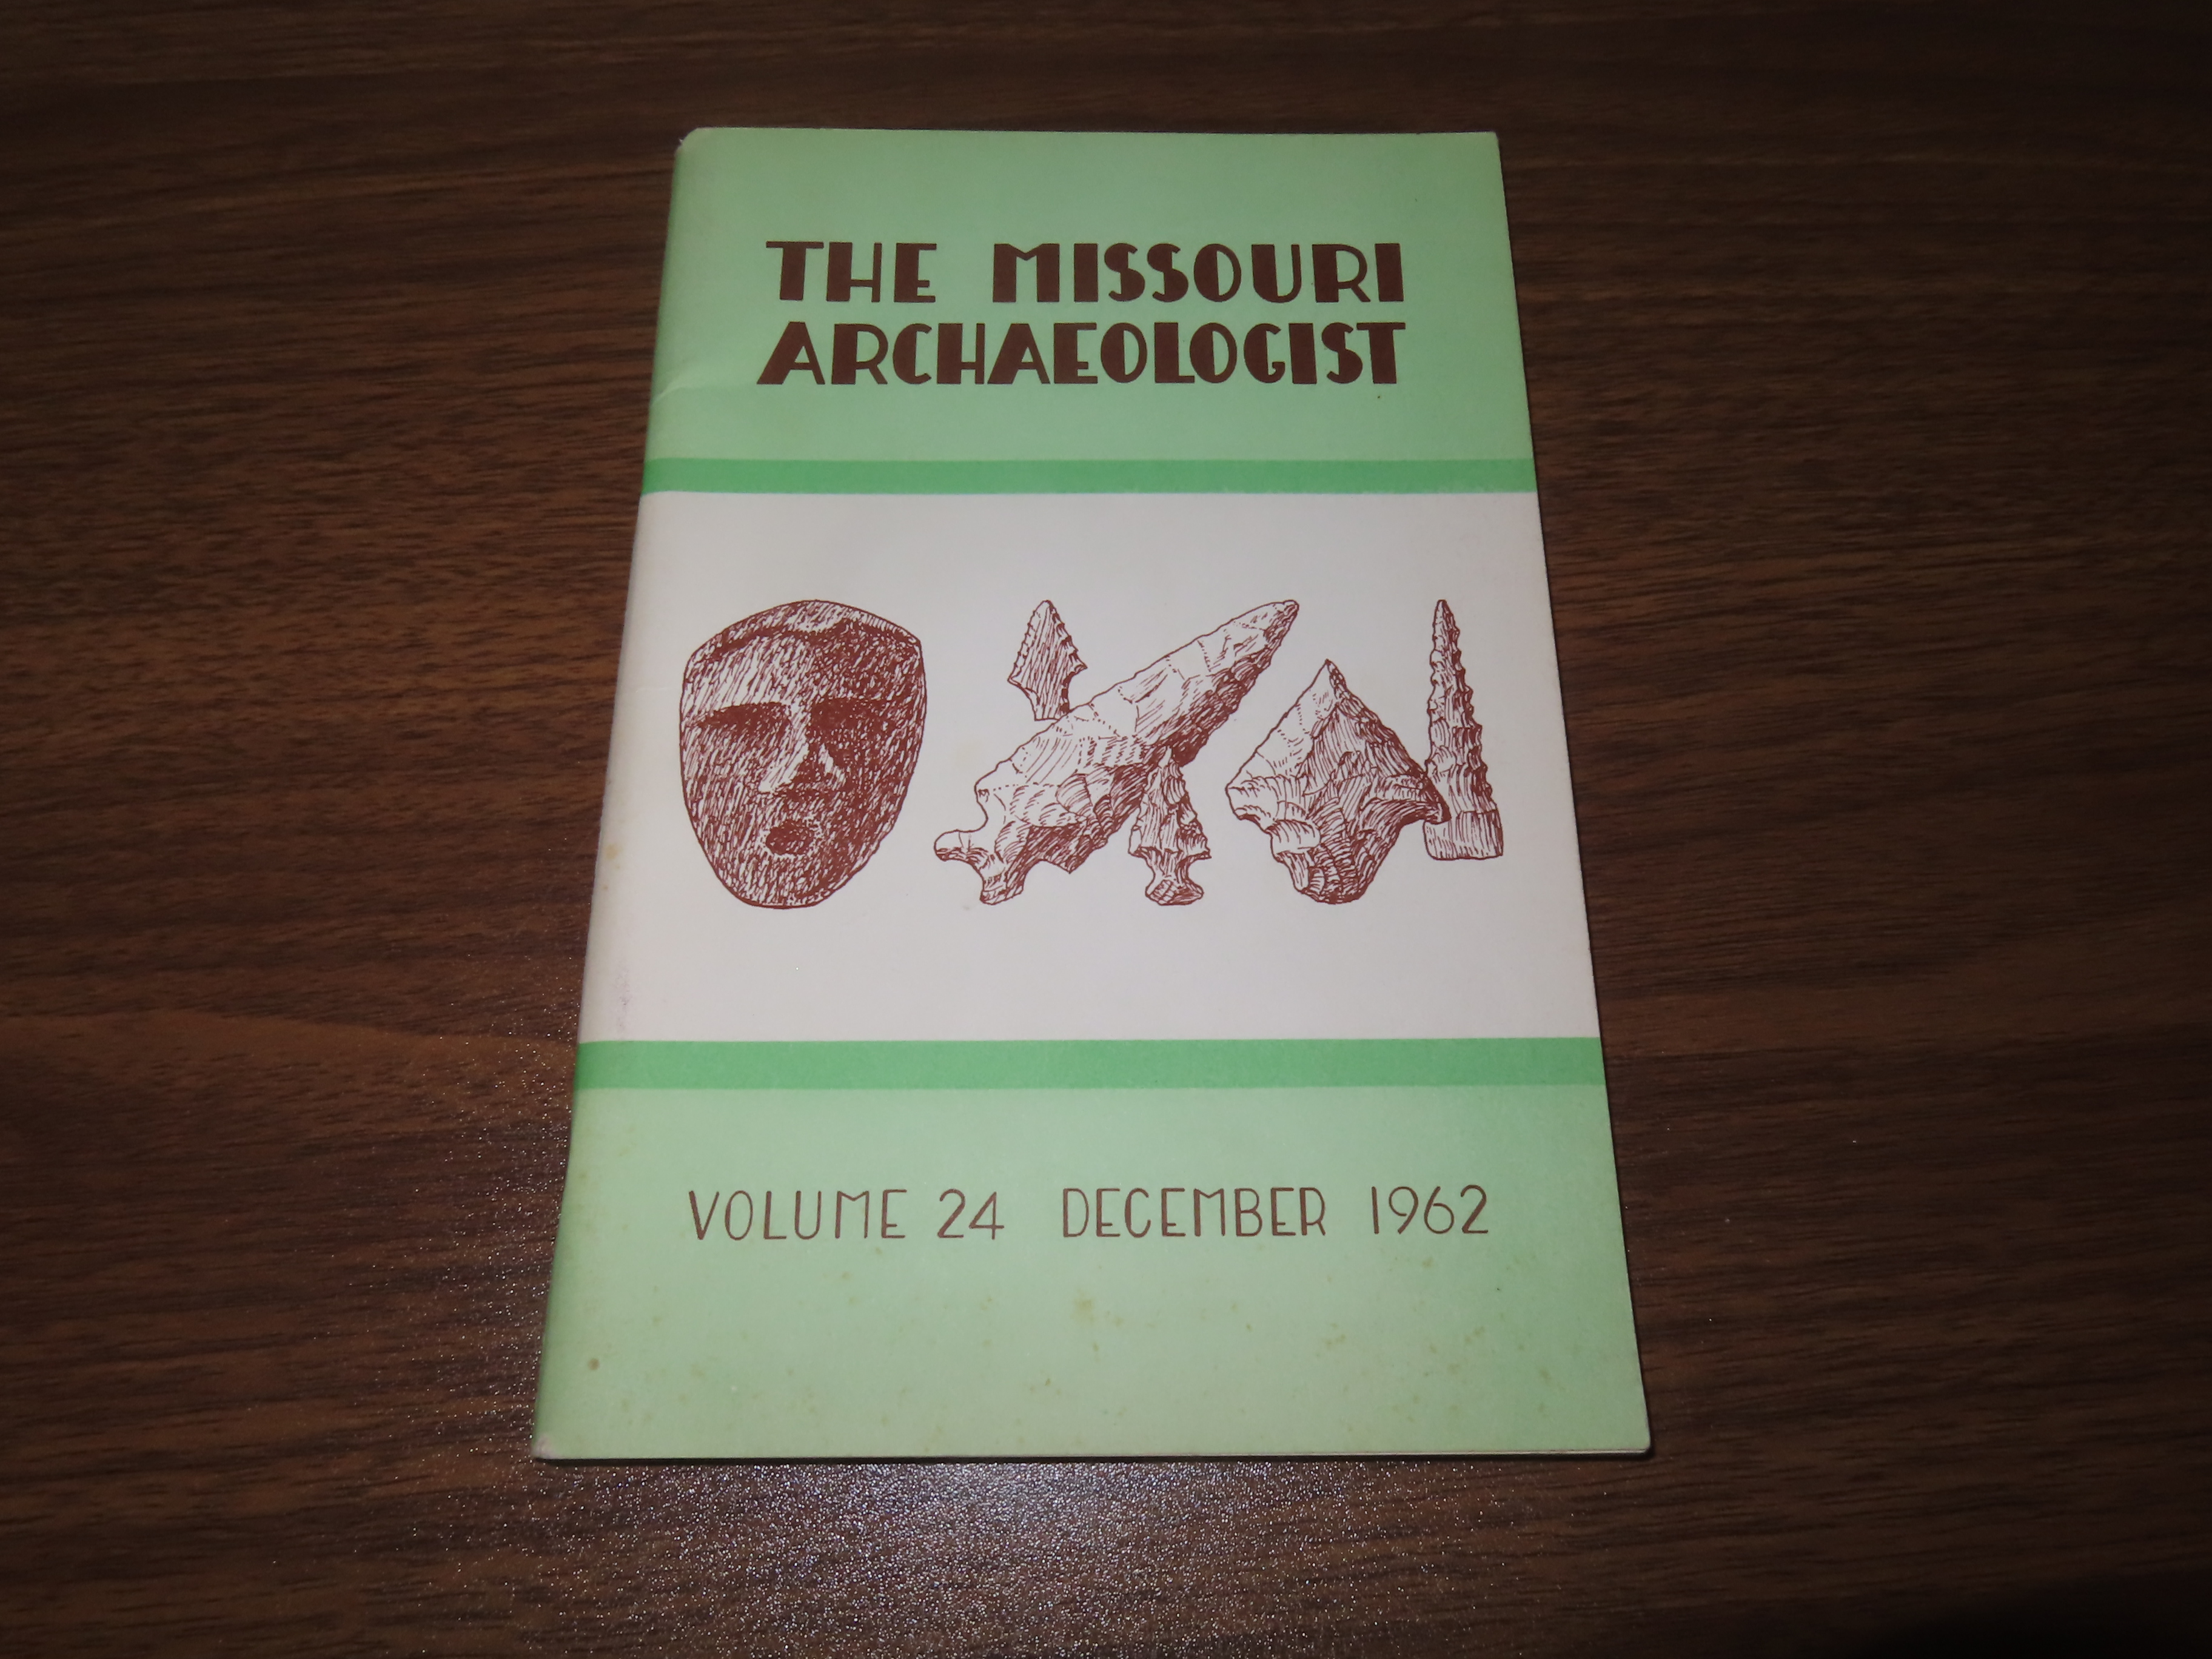 THE MISSOURI
ARCHAEOLOGIST
VOLUME 24 DECEMBER 1962